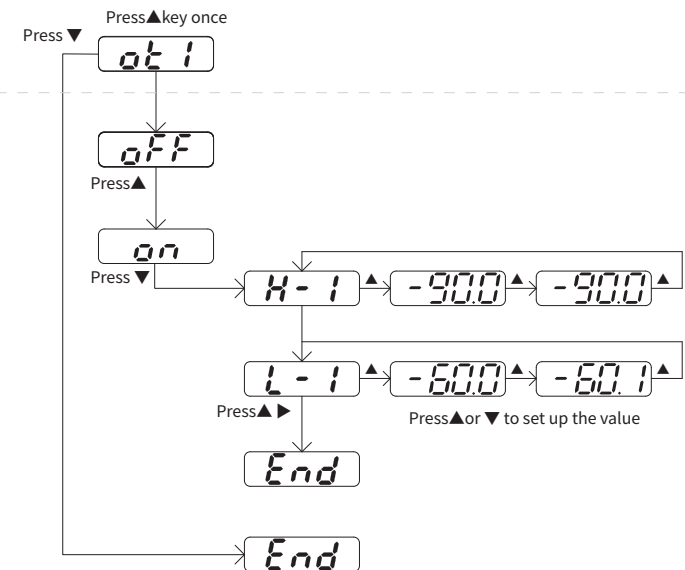 Press▲key once
Press ▼
ot 1
oFF
Press▲
on
Press ▼
H - 1 ▲ -90.0 ▲ -90.0 ▲
L - 1 ▲ -60.0 ▲ -60.1 ▲
Press▲ ▶
Press▲or ▼ to set up the value
End
End